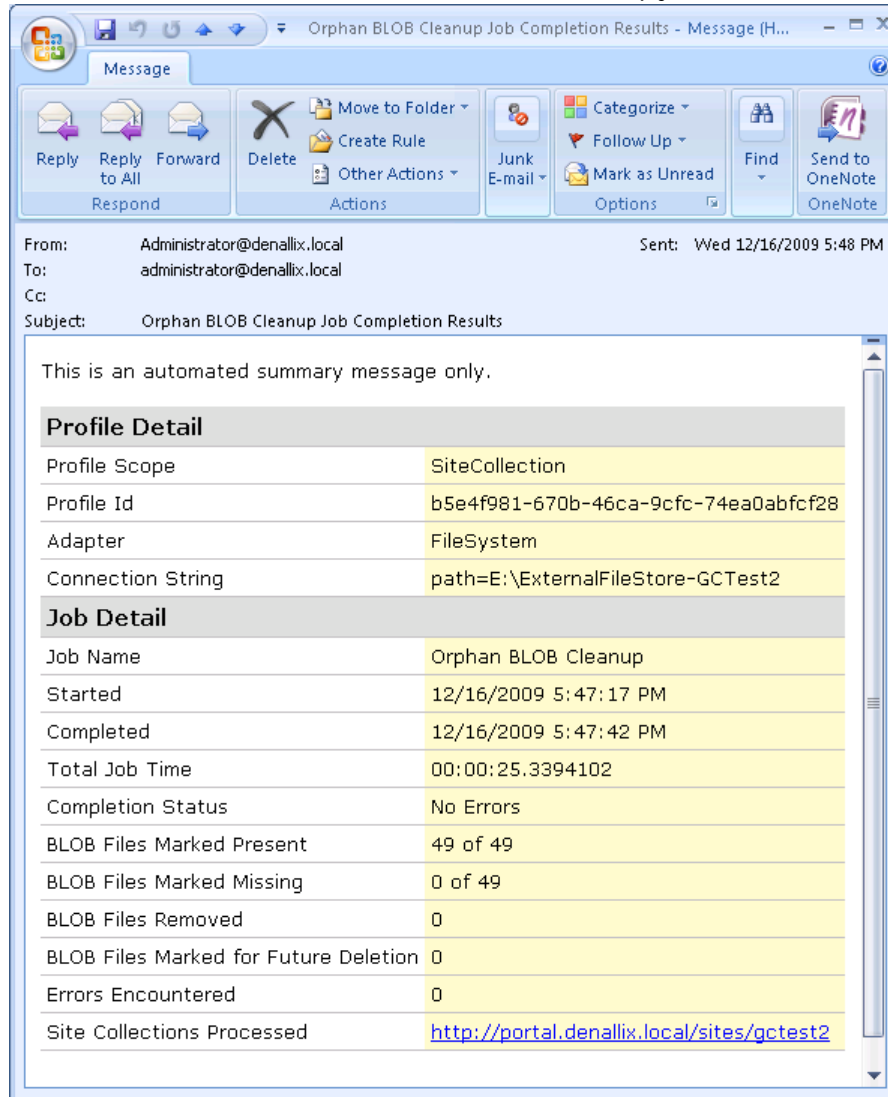 Orphan BLOB Cleanup Job Completion Results - Message (H...
Message
Reply
Reply to All
Forward
Respond
Delete
Move to Folder
Create Rule
Other Actions
Actions
Junk E-mail
Categorize
Follow Up
Mark as Unread
Options
Find
Send to OneNote
OneNote
From: Administrator@denallix.local Sent: Wed 12/16/2009 5:48 PM
To: administrator@denallix.local
Cc:
Subject: Orphan BLOB Cleanup Job Completion Results
This is an automated summary message only.
Profile Detail
Profile Scope SiteCollection
Profile Id b5e4f981-670b-46ca-9cfc-74ea0abfcf28
Adapter FileSystem
Connection String path=E:\ExternalFileStore-GCTest2
Job Detail
Job Name Orphan BLOB Cleanup
Started 12/16/2009 5:47:17 PM
Completed 12/16/2009 5:47:42 PM
Total Job Time 00:00:25.3394102
Completion Status No Errors
BLOB Files Marked Present 49 of 49
BLOB Files Marked Missing 0 of 49
BLOB Files Removed 0
BLOB Files Marked for Future Deletion 0
Errors Encountered 0
Site Collections Processed http://portal.denallix.local/sites/gctest2